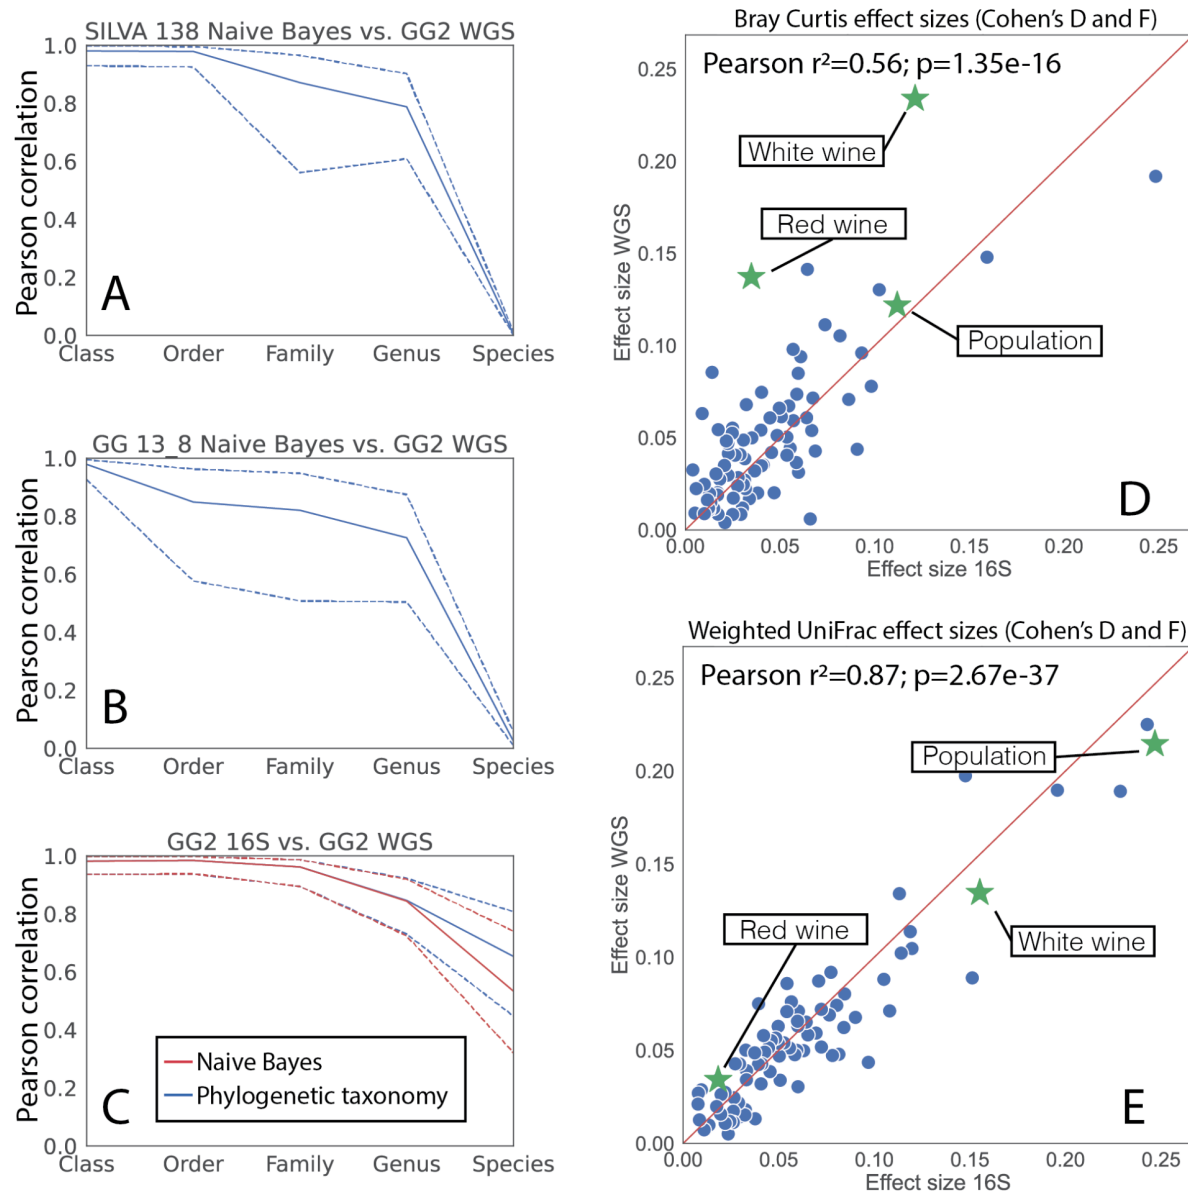 SILVA 138 Naive Bayes vs. GG2 WGS
Pearson correlation
1.0
0.8
0.6
0.4
0.2
0.0
A
Class Order Family Genus Species
GG 13_8 Naive Bayes vs. GG2 WGS
Pearson correlation
1.0
0.8
0.6
0.4
0.2
0.0
B
Class Order Family Genus Species
GG2 16S vs. GG2 WGS
Pearson correlation
1.0
0.8
0.6
0.4
0.2
0.0
Naive Bayes
Phylogenetic taxonomy
C
Class Order Family Genus Species
Bray Curtis effect sizes (Cohen’s D and F)
Pearson r²=0.56; p=1.35e-16
Effect size WGS
0.25
0.20
0.15
0.10
0.05
0.00
White wine
Red wine
Population
D
0.00 0.05 0.10 0.15 0.20 0.25
Effect size 16S
Weighted UniFrac effect sizes (Cohen’s D and F)
Pearson r²=0.87; p=2.67e-37
Effect size WGS
0.25
0.20
0.15
0.10
0.05
0.00
Population
Red wine
White wine
E
0.00 0.05 0.10 0.15 0.20 0.25
Effect size 16S